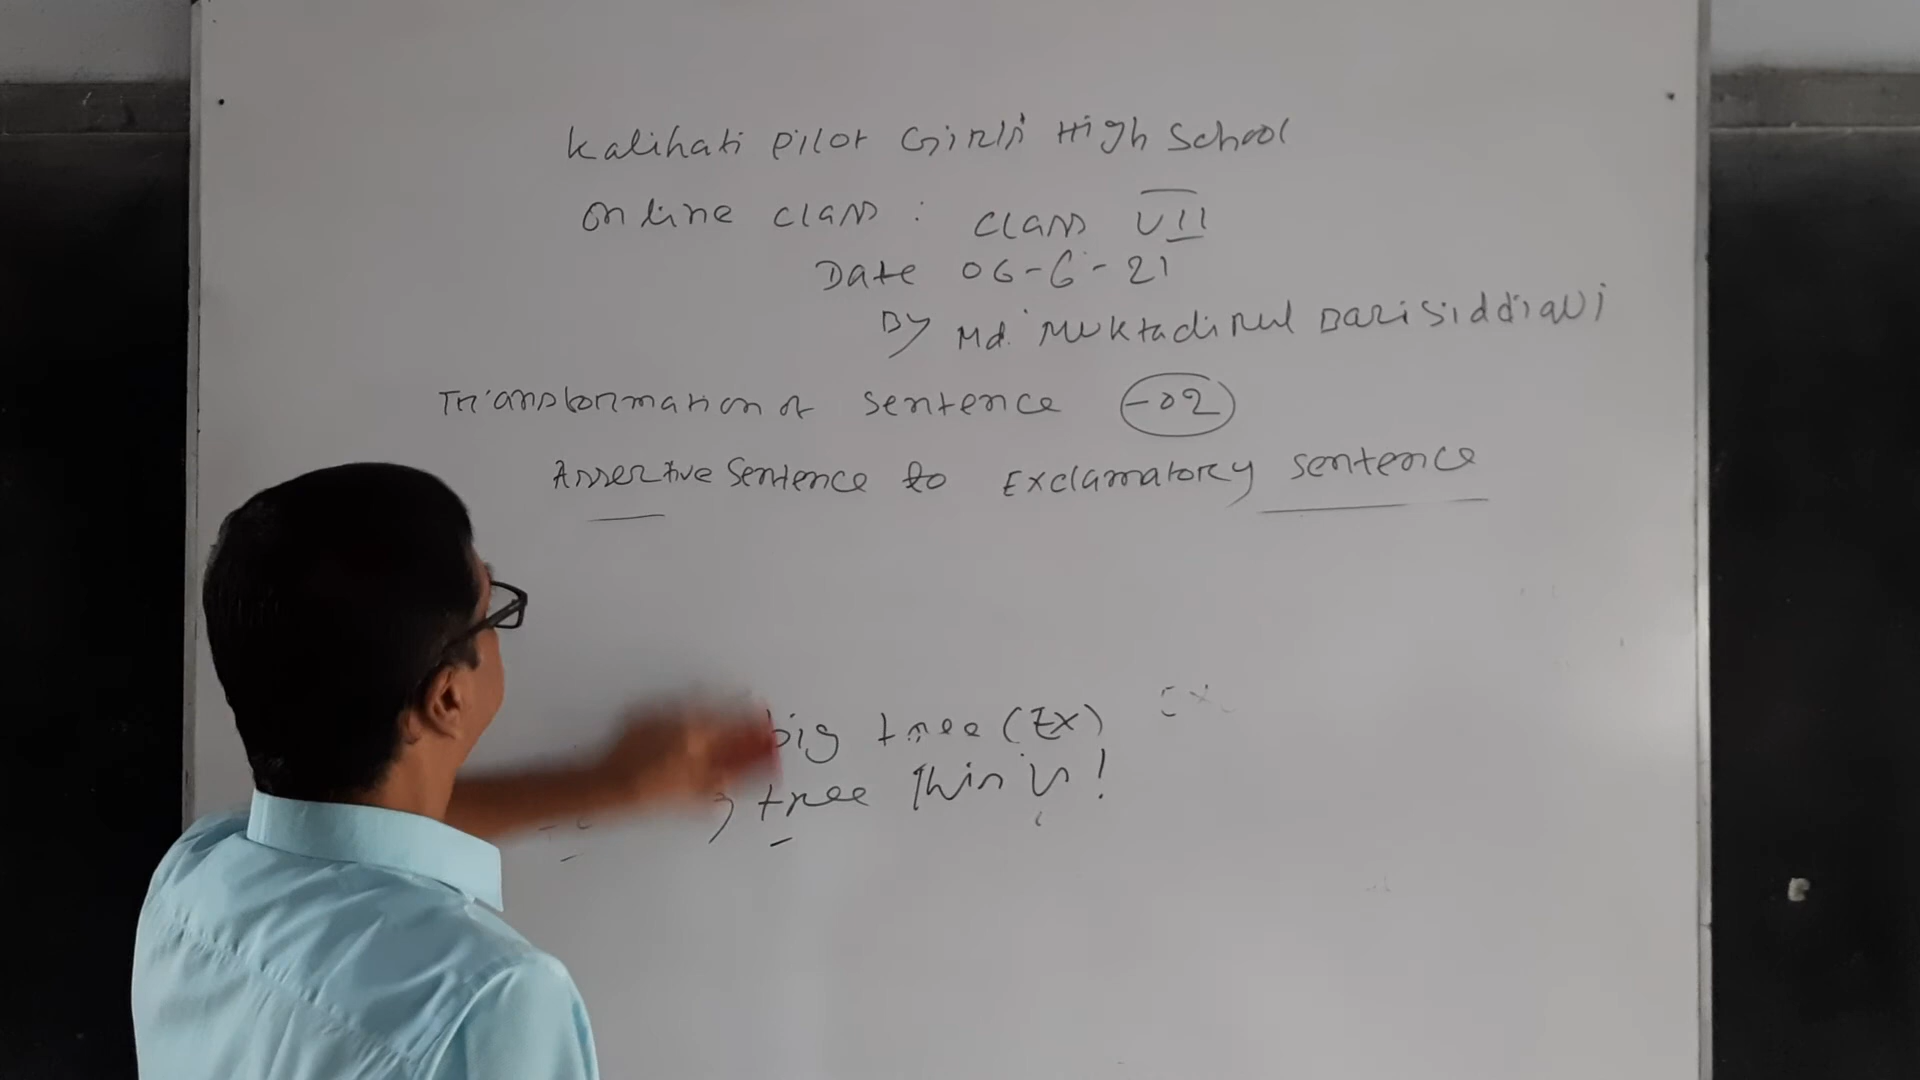 Kalihati Pilot Girls' High School
Online class : Class VII
Date 06-6-21
By Md. Muktadirul Bari Siddiqui
Transformation of Sentence -02
Assertive Sentence to Exclamatory Sentence
big tree (Ex) Ex
tree this is!